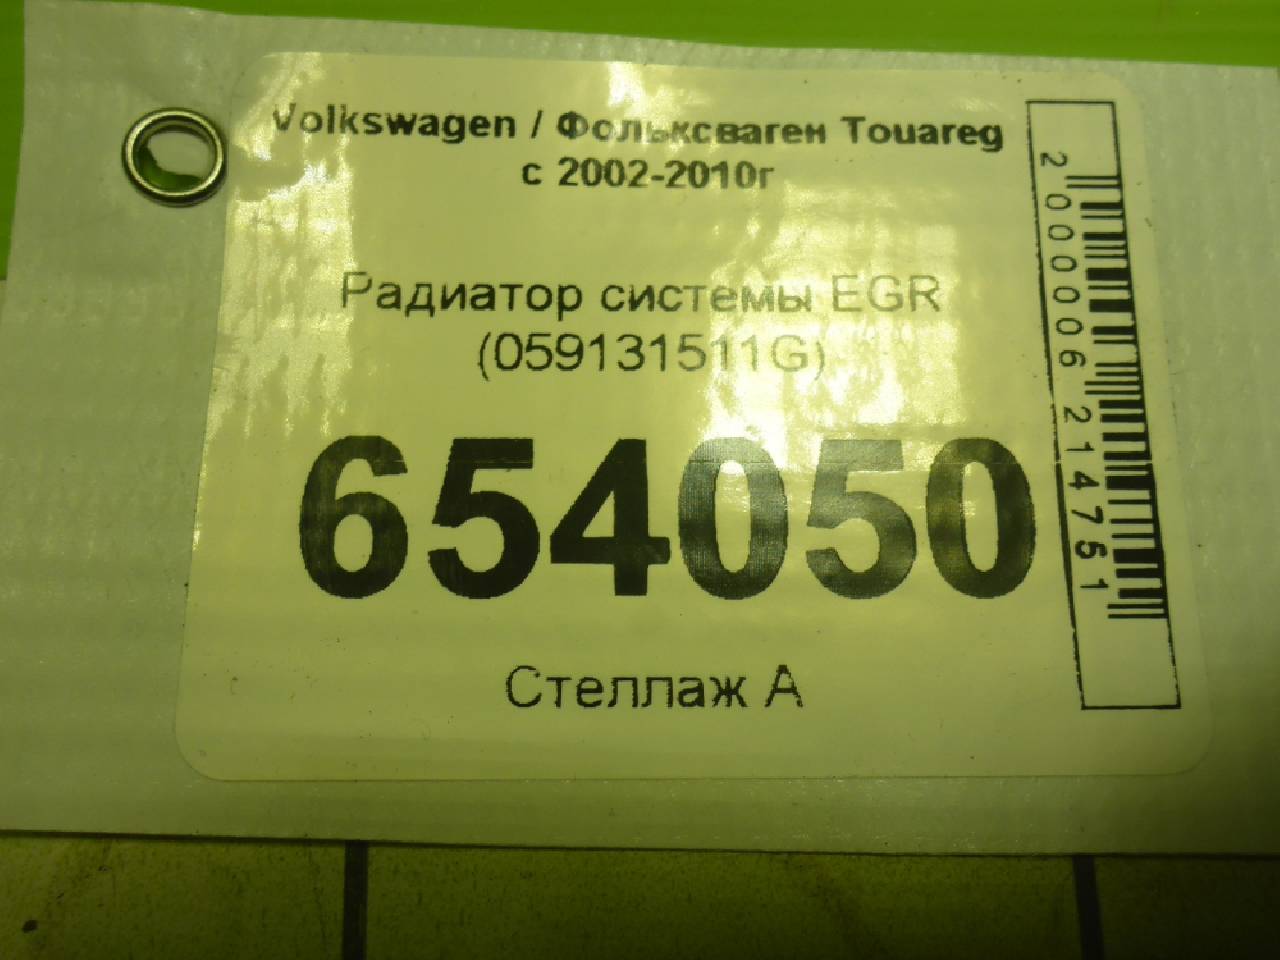 Volkswagen / Фольксваген Touareg
с 2002-2010г
Радиатор системы EGR
(059131511G)
654050
Стеллаж А
2000006214751